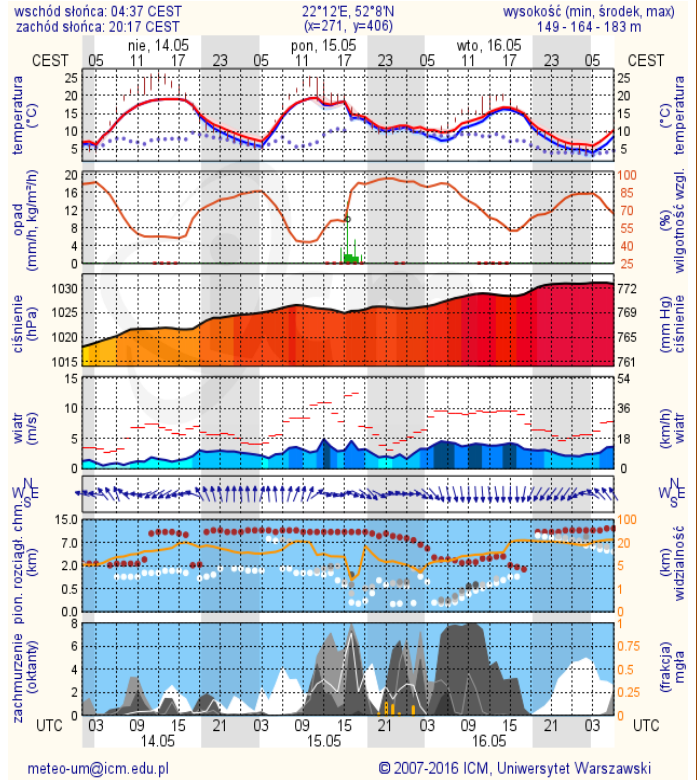 wschód słońca: 04:37 CEST 22°12'E, 52°8'N wysokość (min, środek, max)
zachód słońca: 20:17 CEST (x=271, y=406) 149 - 164 - 183 m
nie, 14.05 pon, 15.05 wto, 16.05
CEST 05 11 17 23 05 11 17 23 05 11 17 23 05 CEST
temperatura (°C)
25 20 15 10 5
25 20 15 10 5
temperatura (°C)
opad (mm/h, kg/m²/h)
20 16 12 8 4 0
100 85 70 55 40 25
(%) wilgotność wzgl.
ciśnienie (hPa)
1030 1025 1020 1015
772 769 765 761
(mm Hg) ciśnienie
wiatr (m/s)
15 10 5 0
54 36 18 0
(km/h) wiatr
N W E S
N W E S
pion. rozciągł. chm. (km)
15.0 7.0 2.0 0.5 0.0
100 20 5 1 0
(km) widzialność
zachmurzenie (oktanty)
8 6 4 2 0
1 0.75 0.5 0.25 0
(frakcja) mgła
UTC 03 09 15 21 03 09 15 21 03 09 15 21 03 UTC
14.05 15.05 16.05
meteo-um@icm.edu.pl © 2007-2016 ICM, Uniwersytet Warszawski